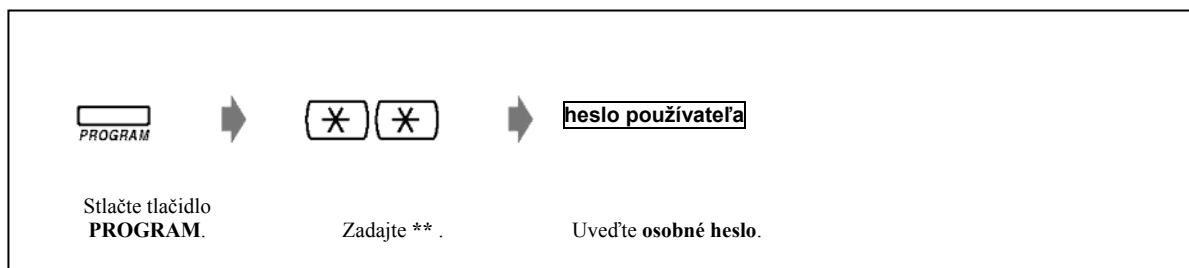 PROGRAM
**
heslo používateľa
Stlačte tlačidlo
PROGRAM.
Zadajte ** .
Uveďte osobné heslo.